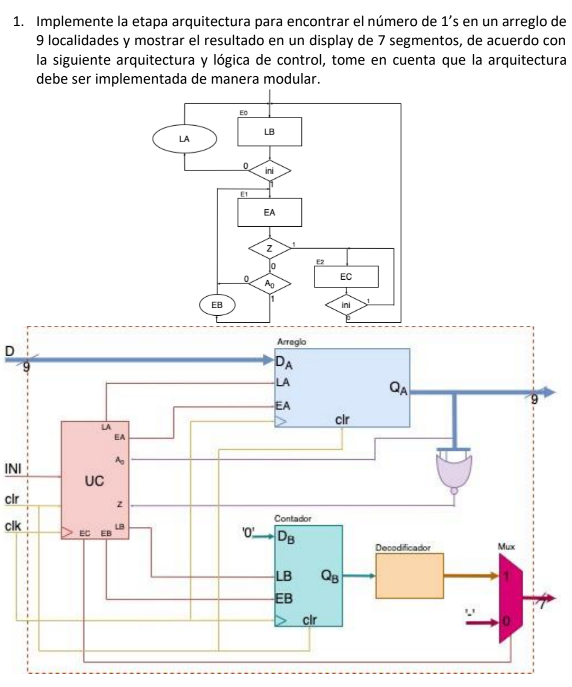 1. Implemente la etapa arquitectura para encontrar el número de 1’s en un arreglo de
9 localidades y mostrar el resultado en un display de 7 segmentos, de acuerdo con
la siguiente arquitectura y lógica de control, tome en cuenta que la arquitectura
debe ser implementada de manera modular.
E0
LB
LA
0
ini
1
E1
EA
Z
1
0
E2
EC
0
A0
1
ini
1
EB
0
D
9
Arreglo
DA
LA
QA
EA
clr
9
LA
EA
A0
INI
UC
clr
Z
clk
EC EB LB
Contador
'0'
DB
Decodificador
Mux
LB
QB
1
EB
'-'
0
7
clr